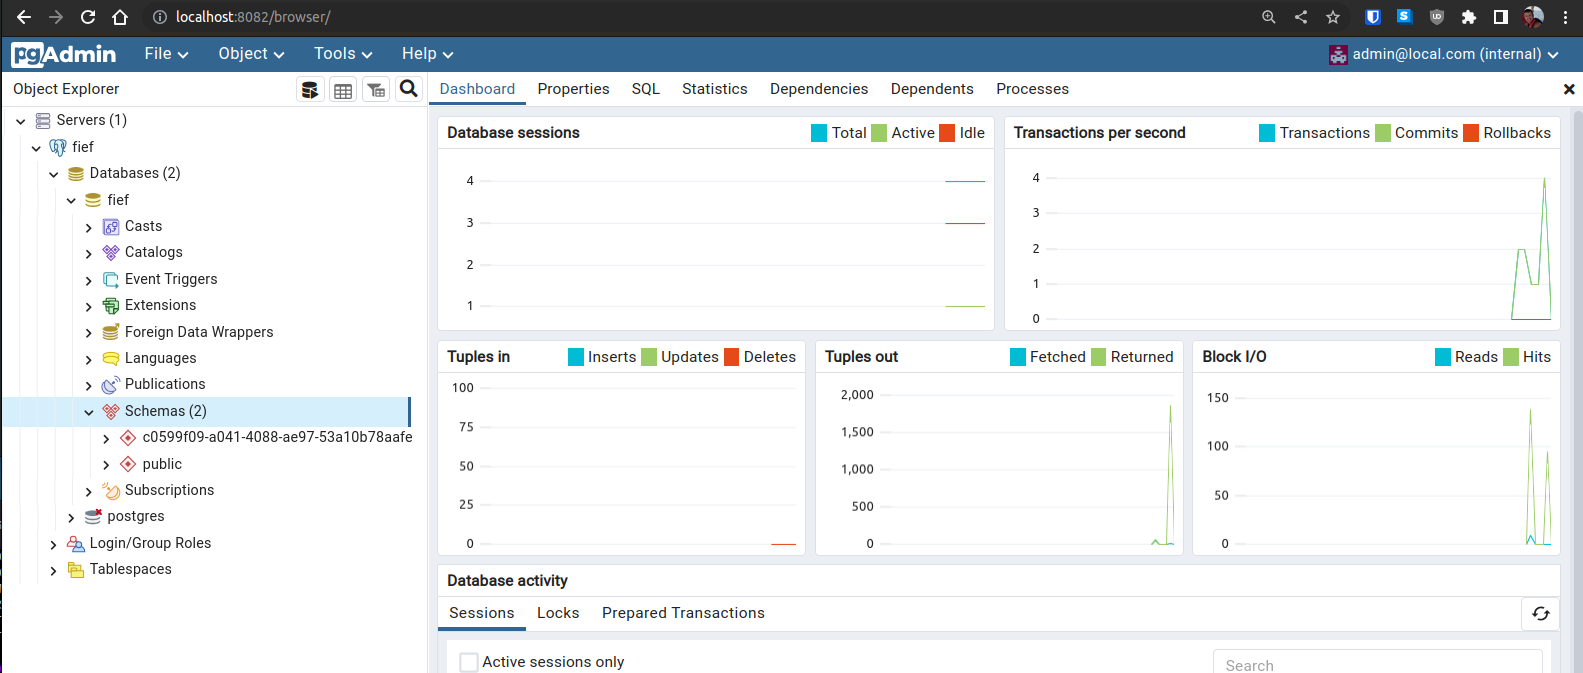 localhost:8082/browser/
pgAdmin File Object Tools Help admin@local.com (internal)
Object Explorer
Servers (1)
fief
Databases (2)
fief
Casts
Catalogs
Event Triggers
Extensions
Foreign Data Wrappers
Languages
Publications
Schemas (2)
c0599f09-a041-4088-ae97-53a10b78aafe
public
Subscriptions
postgres
Login/Group Roles
Tablespaces
Dashboard Properties SQL Statistics Dependencies Dependents Processes
Database sessions Total Active Idle
4
3
2
1
Transactions per second Transactions Commits Rollbacks
4
3
2
1
0
Tuples in Inserts Updates Deletes
100
75
50
25
0
Tuples out Fetched Returned
2,000
1,500
1,000
500
0
Block I/O Reads Hits
150
100
50
0
Database activity
Sessions Locks Prepared Transactions
Active sessions only Search